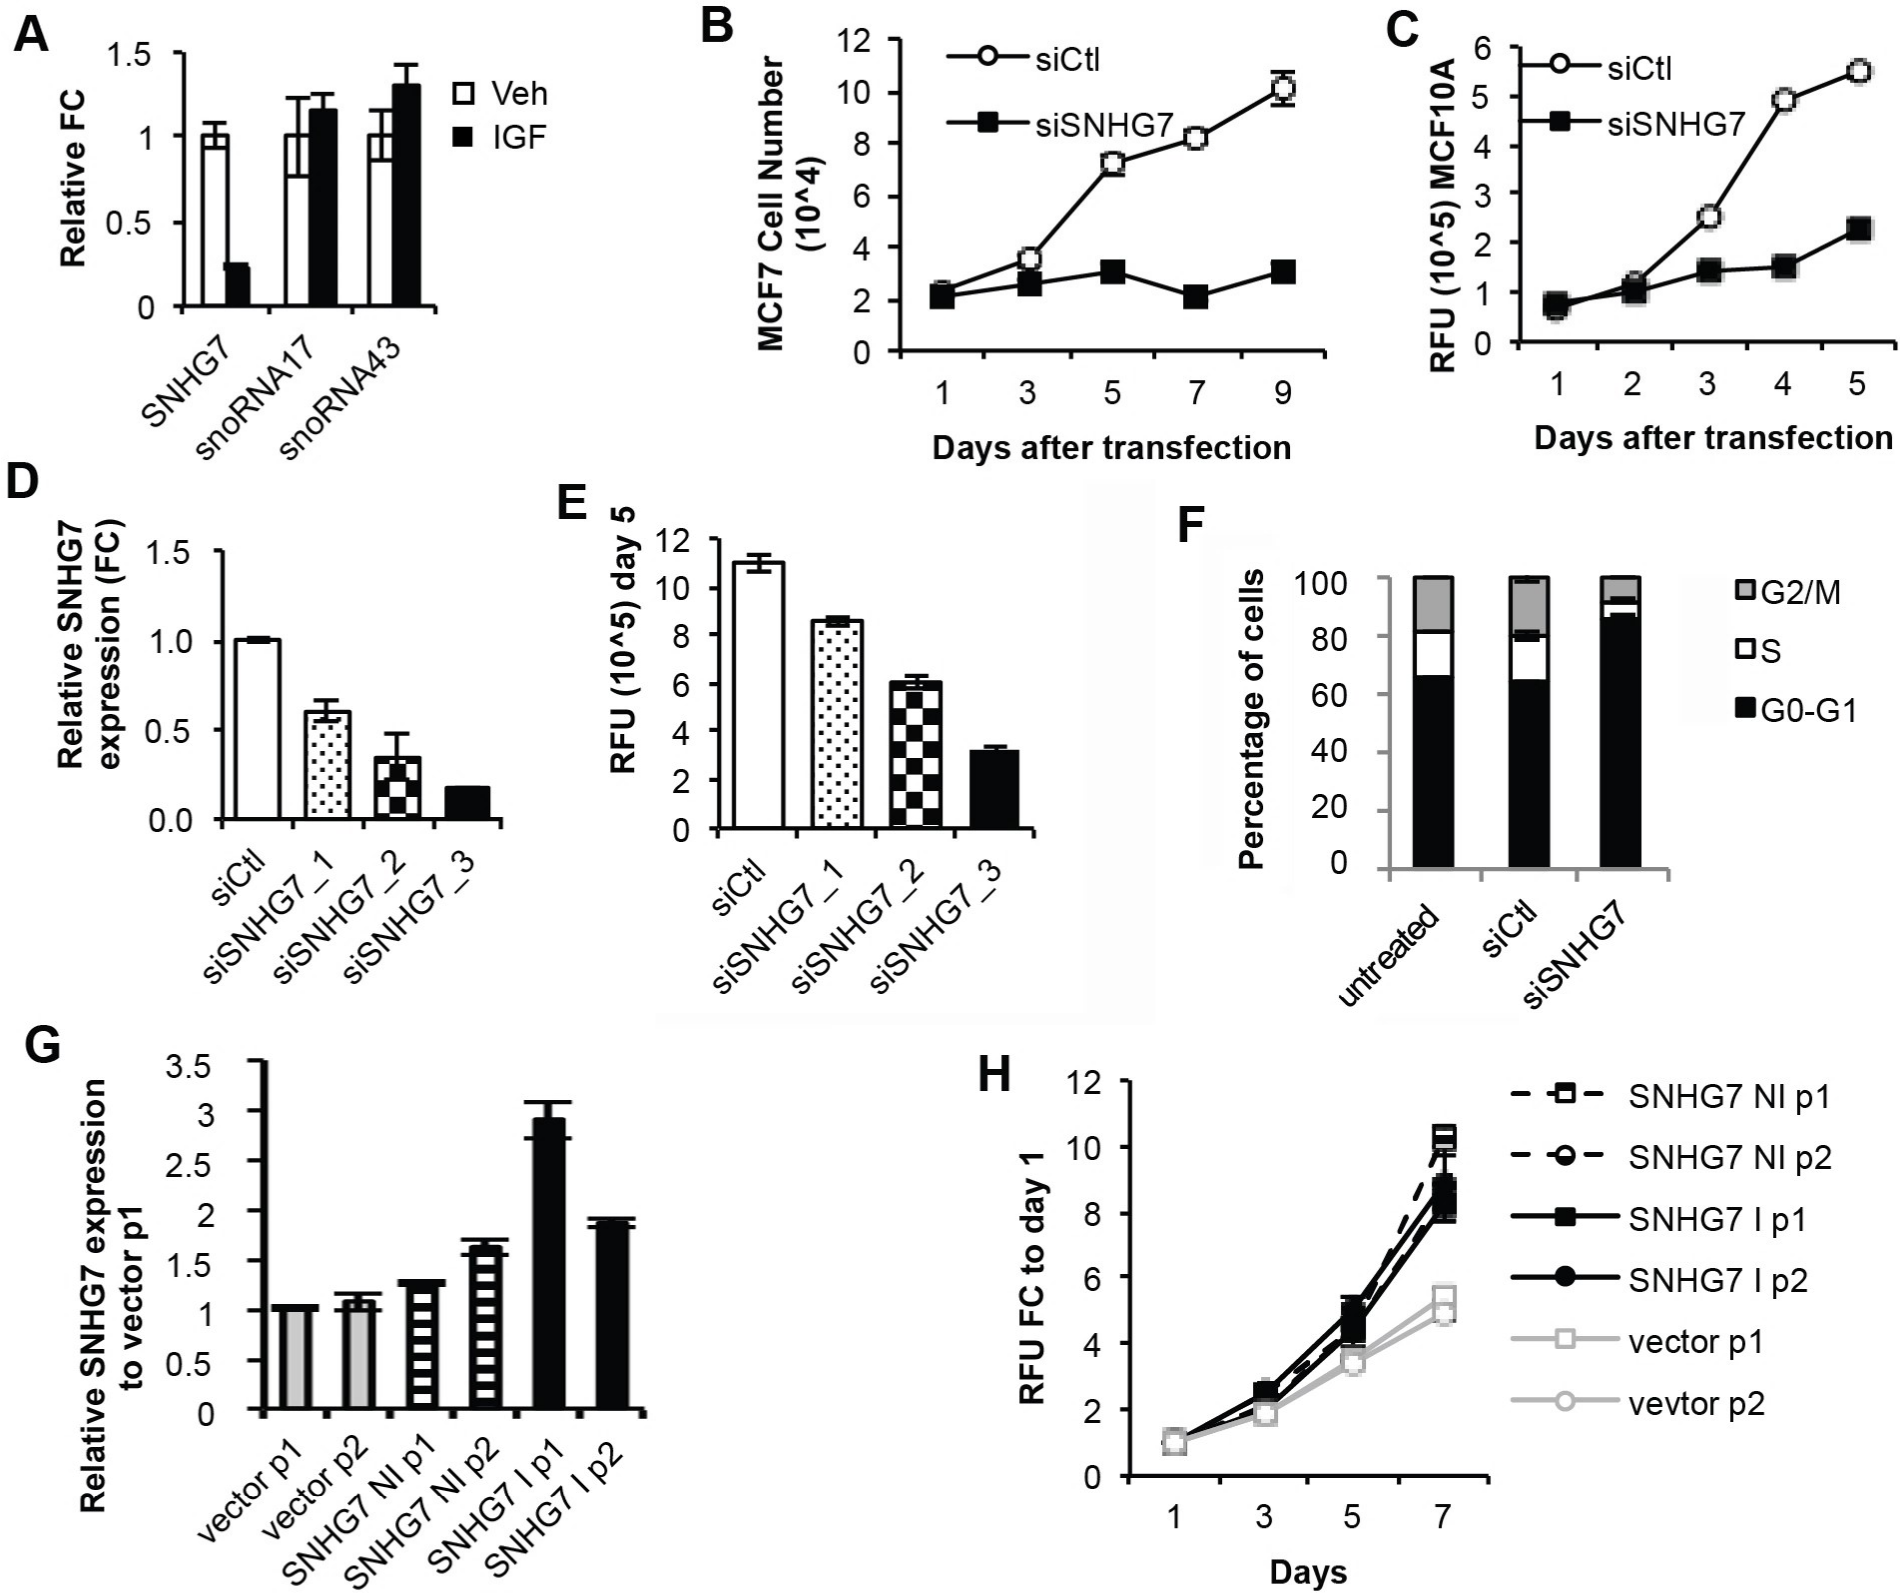 A
Relative FC
1.5
1
0.5
0
Veh
IGF
SNHG7
snoRNA17
snoRNA43
B
MCF7 Cell Number
(10^4)
12
10
8
6
4
2
0
siCtl
siSNHG7
1 3 5 7 9
Days after transfection
C
RFU (10^5) MCF10A
6
5
4
3
2
1
0
siCtl
siSNHG7
1 2 3 4 5
Days after transfection
D
Relative SNHG7
expression (FC)
1.5
1.0
0.5
0.0
siCtl
siSNHG7_1
siSNHG7_2
siSNHG7_3
E
RFU (10^5) day 5
12
10
8
6
4
2
0
siCtl
siSNHG7_1
siSNHG7_2
siSNHG7_3
F
Percentage of cells
100
80
60
40
20
0
G2/M
S
G0-G1
untreated
siCtl
siSNHG7
G
Relative SNHG7 expression
to vector p1
3.5
3
2.5
2
1.5
1
0.5
0
vector p1
vector p2
SNHG7 NI p1
SNHG7 NI p2
SNHG7 I p1
SNHG7 I p2
H
RFU FC to day 1
12
10
8
6
4
2
0
1 3 5 7
Days
SNHG7 NI p1
SNHG7 NI p2
SNHG7 I p1
SNHG7 I p2
vector p1
vevtor p2